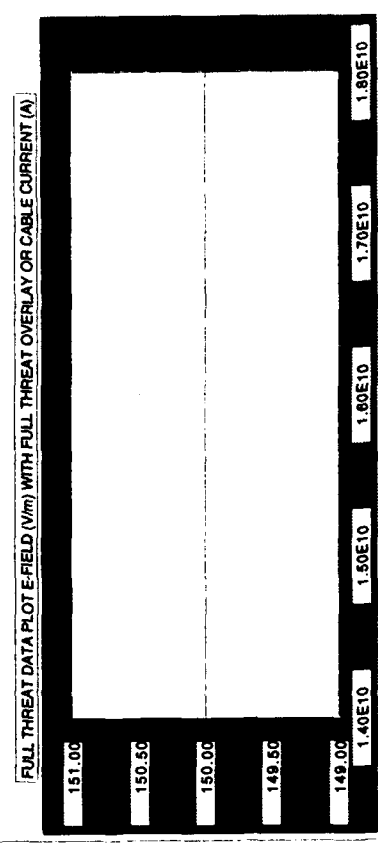 FULL THREAT DATA PLOT E-FIELD (V/m) WITH FULL THREAT OVERLAY OR CABLE CURRENT (A)
151.00
150.50
150.00
149.50
149.00
1.40E10
1.50E10
1.60E10
1.70E10
1.80E10